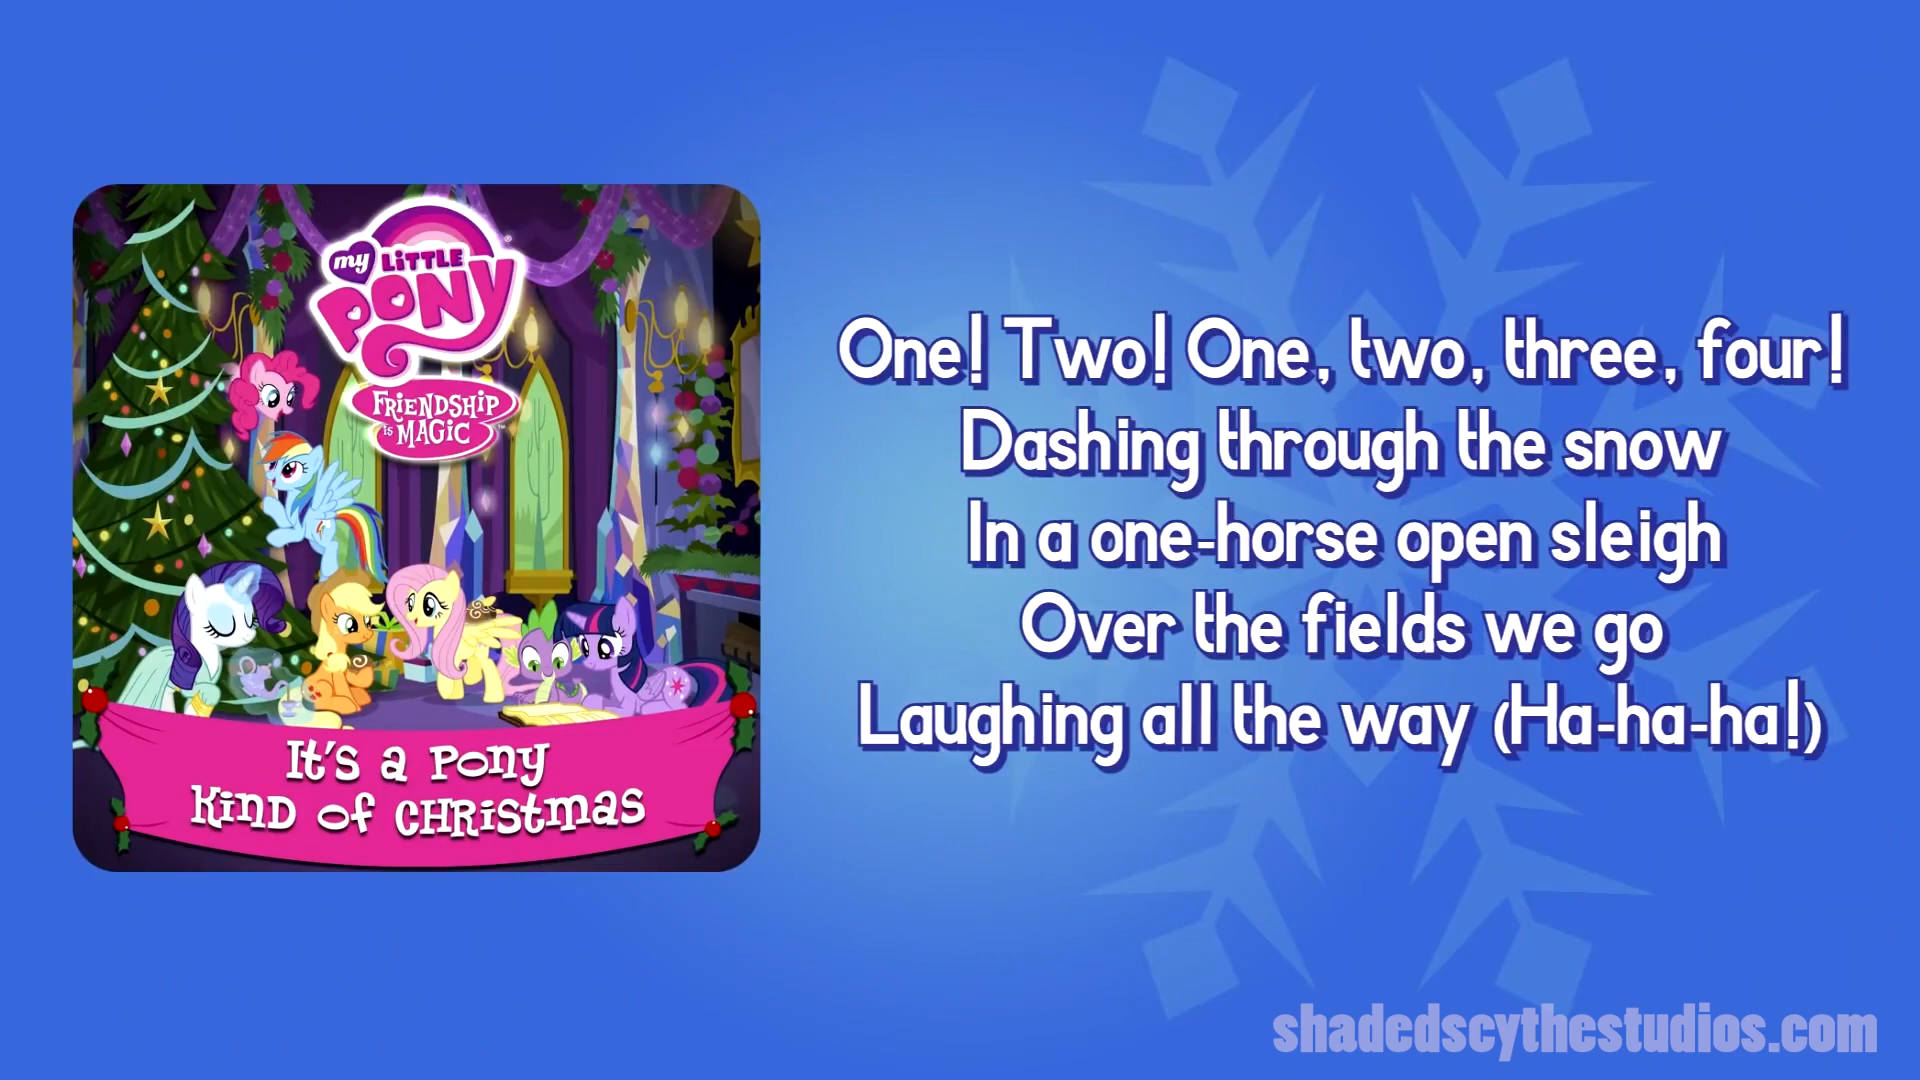 my LiTTLE
PONY
FRiENDSHiP
is MAGiC
It's a Pony
Kind of Christmas
One! Two! One, two, three, four!
Dashing through the snow
In a one-horse open sleigh
Over the fields we go
Laughing all the way (Ha-ha-ha!)
shadedscythestudios.com